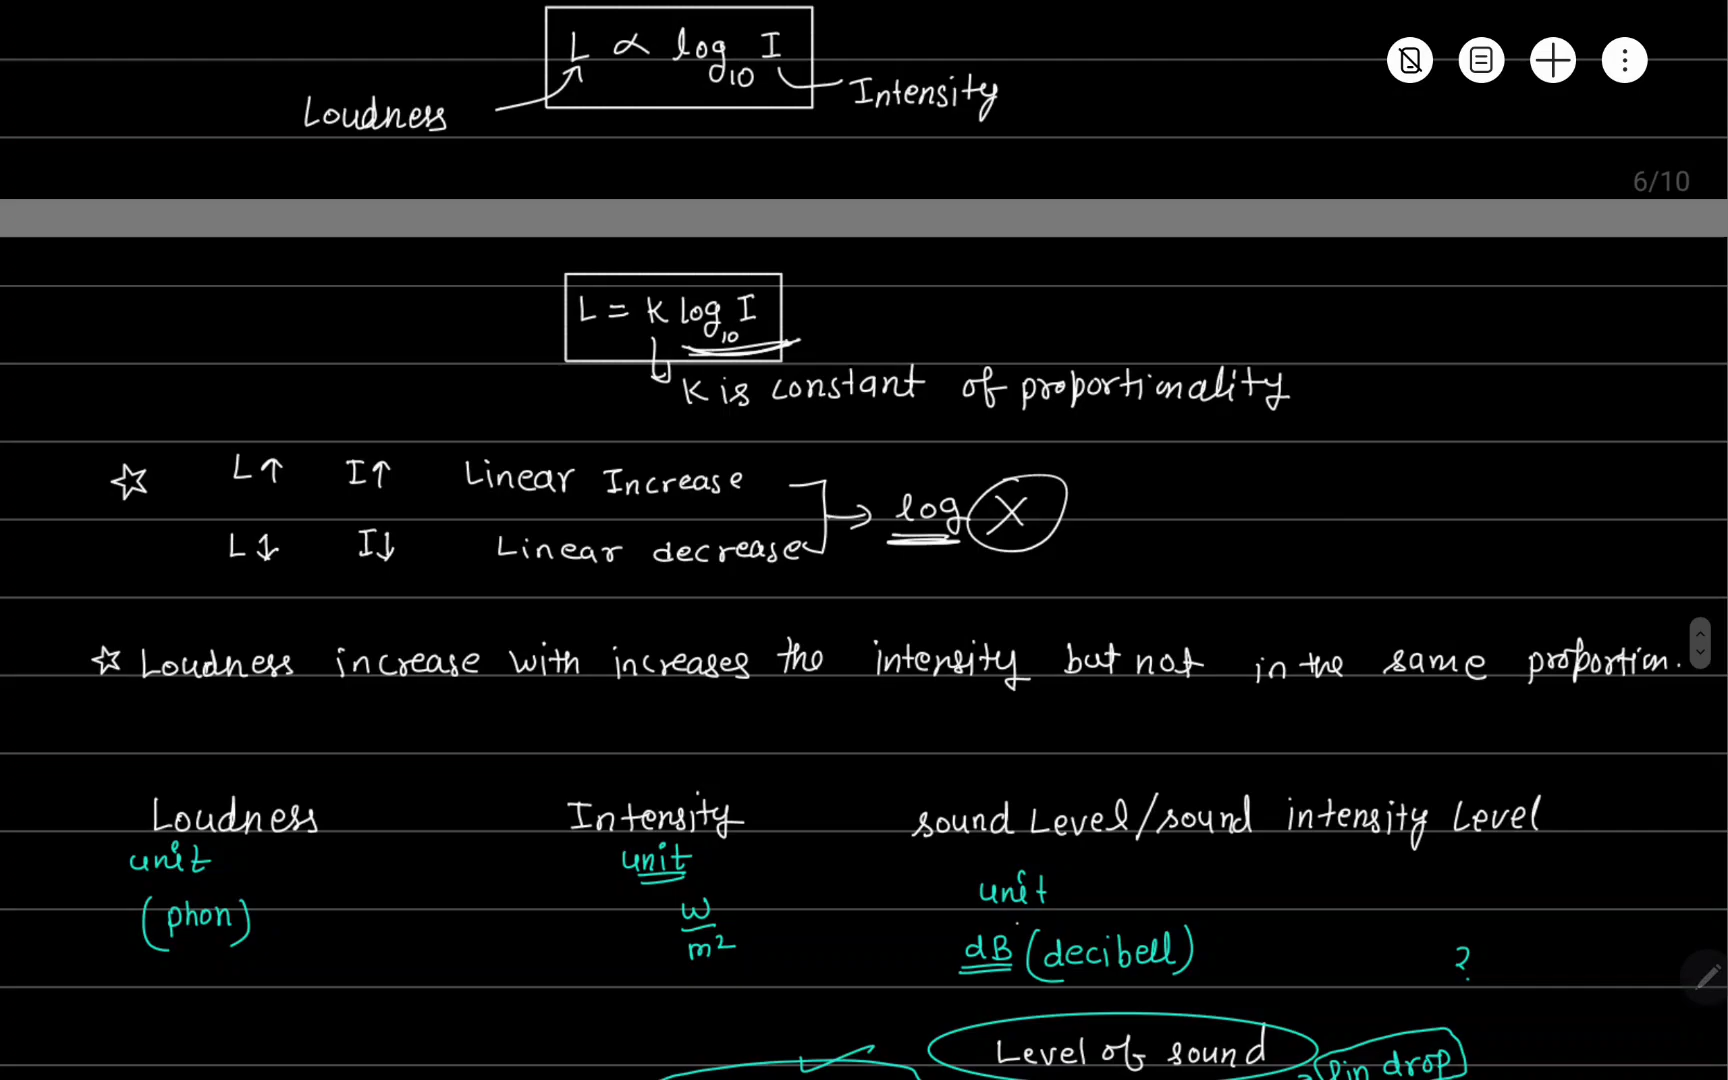 L ∝ log₁₀ I
Loudness
Intensity
6/10
L = K log₁₀ I
K is constant of proportionality
☆ L↑ I↑ Linear Increase
L↓ I↓ Linear decrease
→ log X
☆ Loudness increase with increases the intensity but not in the same proportion.
Loudness Intensity sound Level/sound intensity Level
unit unit unit
(phon) W/m² dB (decibell) ?
Level of sound
Pin drop